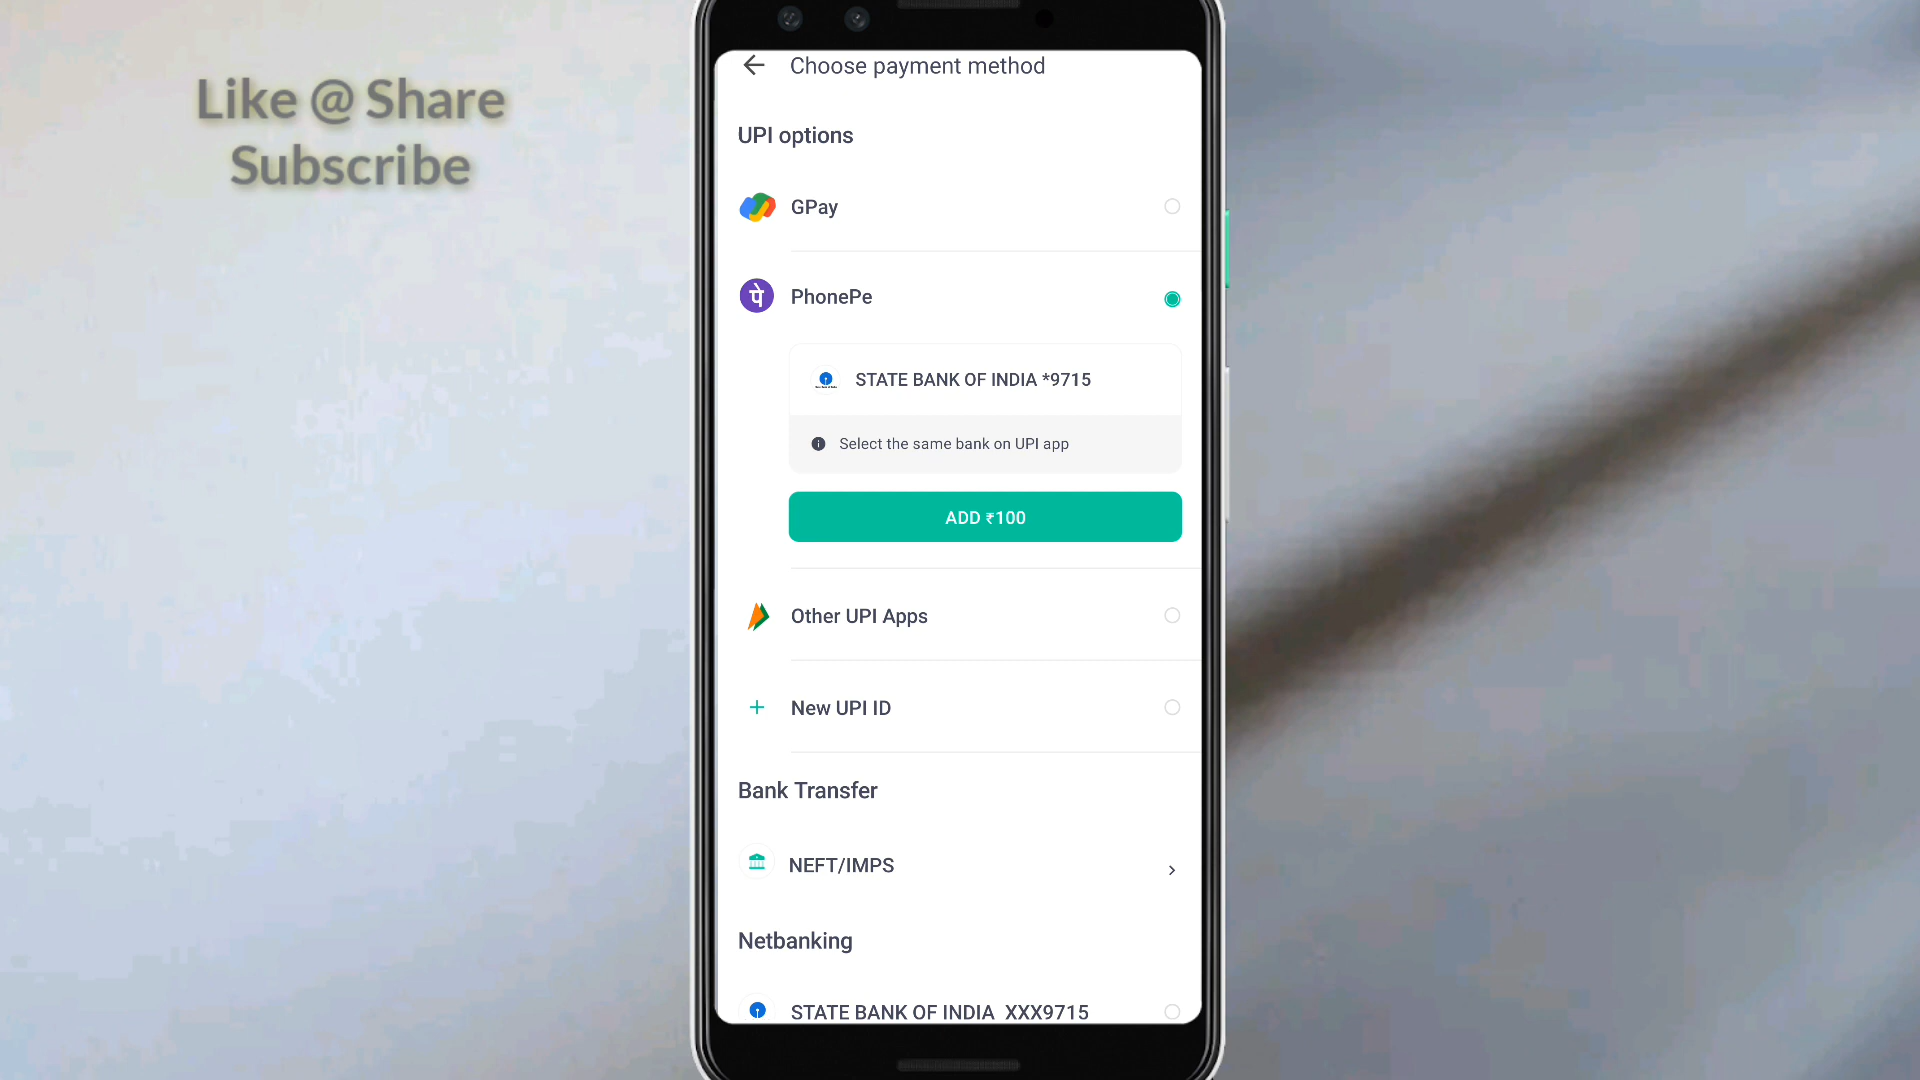 Like @ Share
Subscribe
Choose payment method
UPI options
GPay
पे PhonePe
STATE BANK OF INDIA *9715
Select the same bank on UPI app
ADD ₹100
Other UPI Apps
+ New UPI ID
Bank Transfer
NEFT/IMPS
Netbanking
STATE BANK OF INDIA XXX9715